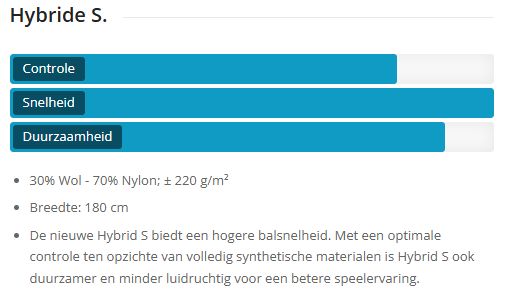 Hybride S.
Controle
Snelheid
Duurzaamheid
• 30% Wol - 70% Nylon; ± 220 g/m²
• Breedte: 180 cm
• De nieuwe Hybrid S biedt een hogere balsnelheid. Met een optimale
controle ten opzichte van volledig synthetische materialen is Hybrid S ook
duurzamer en minder luidruchtig voor een betere speelervaring.